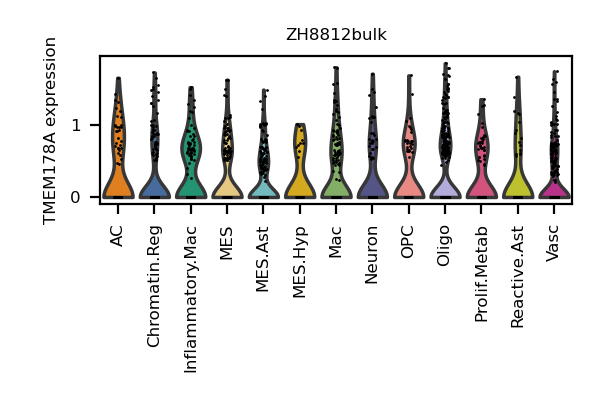 ZH8812bulk
TMEM178A expression
1
0
AC
Chromatin.Reg
Inflammatory.Mac
MES
MES.Ast
MES.Hyp
Mac
Neuron
OPC
Oligo
Prolif.Metab
Reactive.Ast
Vasc